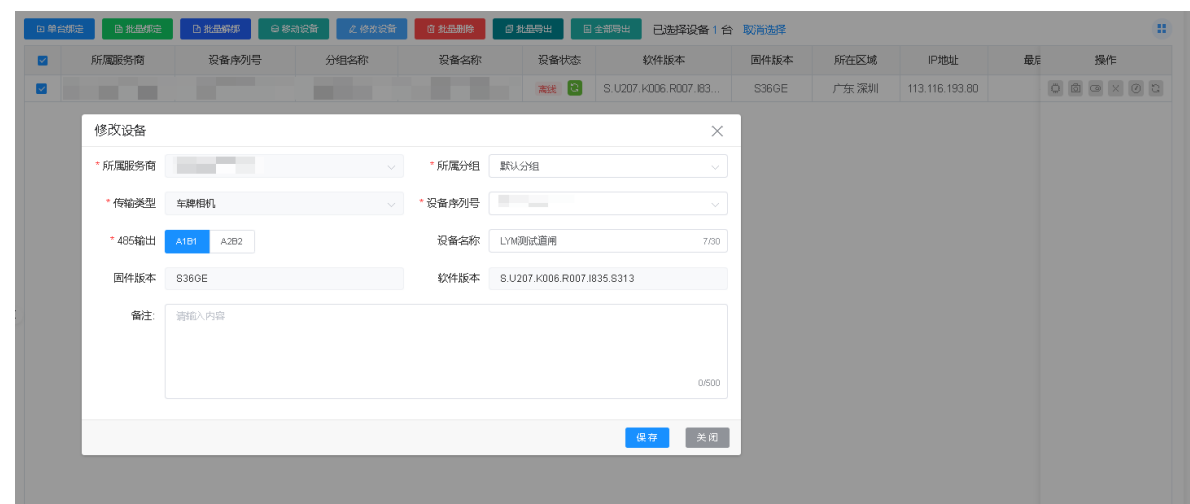 单台绑定 批量绑定 批量解绑 移动设备 修改设备 批量删除 批量导出 全部导出 已选择设备 1 台 取消选择
所属服务商 设备序列号 分组名称 设备名称 设备状态 软件版本 固件版本 所在区域 IP地址 最后 操作
离线 S.U207.K006.R007.I83... S36GE 广东 深圳 113.116.193.80
修改设备
* 所属服务商 * 所属分组 默认分组
* 传输类型 车牌相机 * 设备序列号
* 485输出 A1B1 A2B2 设备名称 LYM测试道闸 7/30
固件版本 S36GE 软件版本 S.U207.K006.R007.I835.S313
备注: 请输入内容
0/500
保存 关闭